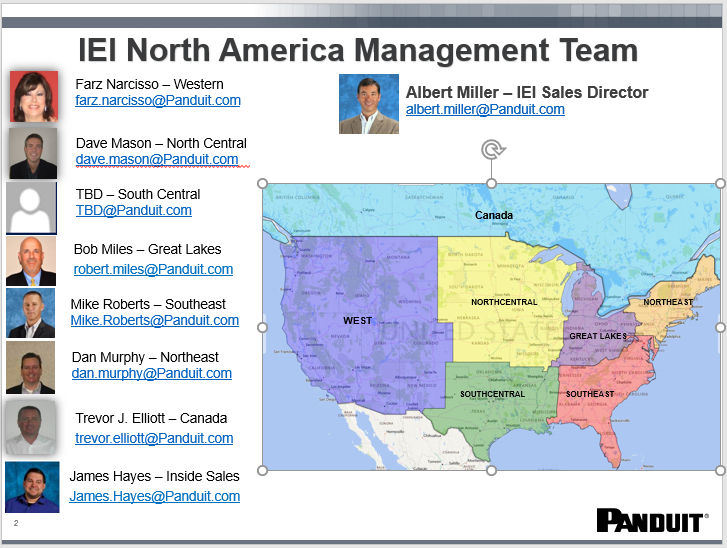 IEI North America Management Team
Farz Narcisso – Western
farz.narcisso@Panduit.com
Albert Miller – IEI Sales Director
albert.miller@Panduit.com
Dave Mason – North Central
dave.mason@Panduit.com
TBD – South Central
TBD@Panduit.com
Bob Miles – Great Lakes
robert.miles@Panduit.com
Mike Roberts – Southeast
Mike.Roberts@Panduit.com
Dan Murphy – Northeast
dan.murphy@Panduit.com
Trevor J. Elliott – Canada
trevor.elliott@Panduit.com
James Hayes – Inside Sales
James.Hayes@Panduit.com
Canada
WEST
NORTHCENTRAL
NORTHEAST
GREAT LAKES
SOUTHCENTRAL
SOUTHEAST
UNITED STATES
2
PANDUIT®